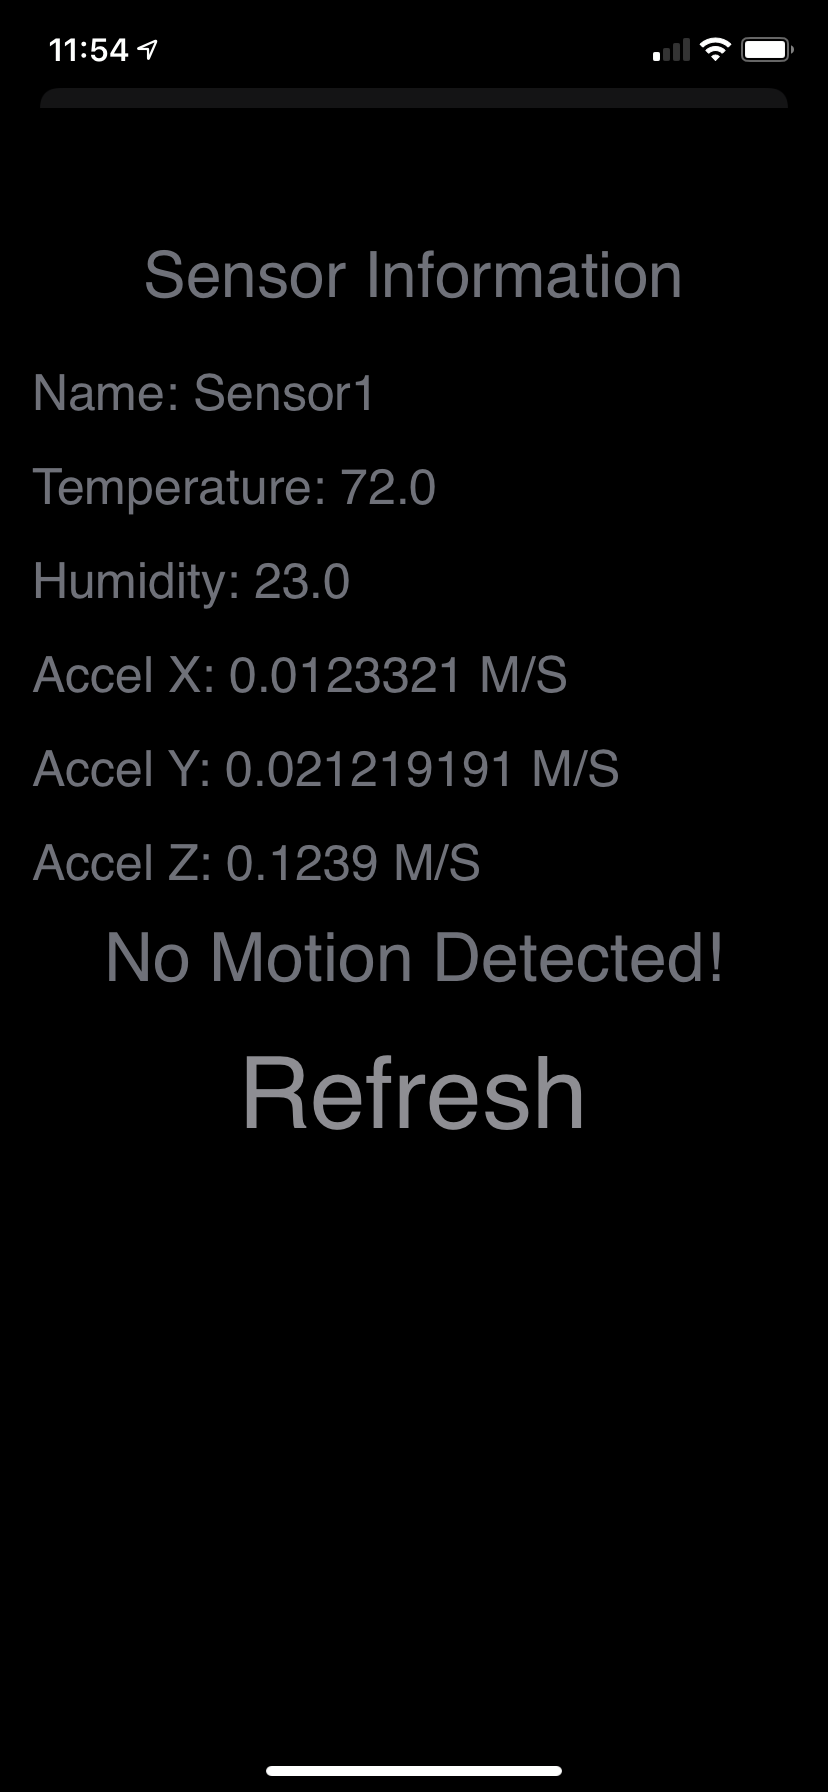 11:54
Sensor Information
Name: Sensor1
Temperature: 72.0
Humidity: 23.0
Accel X: 0.0123321 M/S
Accel Y: 0.021219191 M/S
Accel Z: 0.1239 M/S
No Motion Detected!
Refresh